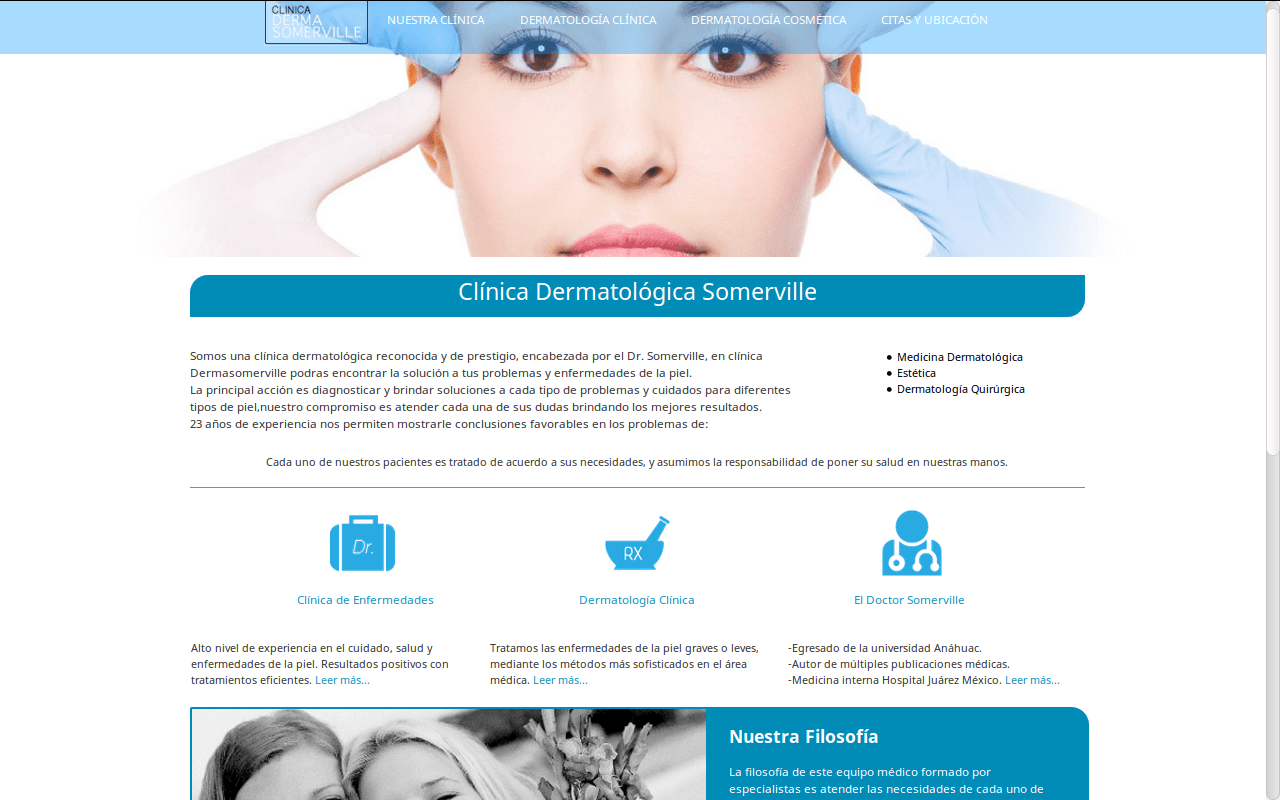 CLINICA
DERMA
SOMERVILLE
NUESTRA CLÍNICA
DERMATOLOGÍA CLÍNICA
DERMATOLOGÍA COSMÉTICA
CITAS Y UBICACIÓN
Clínica Dermatológica Somerville
Somos una clínica dermatológica reconocida y de prestigio, encabezada por el Dr. Somerville, en clínica
Dermasomerville podras encontrar la solución a tus problemas y enfermedades de la piel.
La principal acción es diagnosticar y brindar soluciones a cada tipo de problemas y cuidados para diferentes
tipos de piel,nuestro compromiso es atender cada una de sus dudas brindando los mejores resultados.
23 años de experiencia nos permiten mostrarle conclusiones favorables en los problemas de:
Medicina Dermatológica
Estética
Dermatología Quirúrgica
Cada uno de nuestros pacientes es tratado de acuerdo a sus necesidades, y asumimos la responsabilidad de poner su salud en nuestras manos.
Dr.
RX
Clínica de Enfermedades
Dermatología Clínica
El Doctor Somerville
Alto nivel de experiencia en el cuidado, salud y
enfermedades de la piel. Resultados positivos con
tratamientos eficientes. Leer más...
Tratamos las enfermedades de la piel graves o leves,
mediante los métodos más sofisticados en el área
médica. Leer más...
-Egresado de la universidad Anáhuac.
-Autor de múltiples publicaciones médicas.
-Medicina interna Hospital Juárez México. Leer más...
Nuestra Filosofía
La filosofía de este equipo médico formado por
especialistas es atender las necesidades de cada uno de